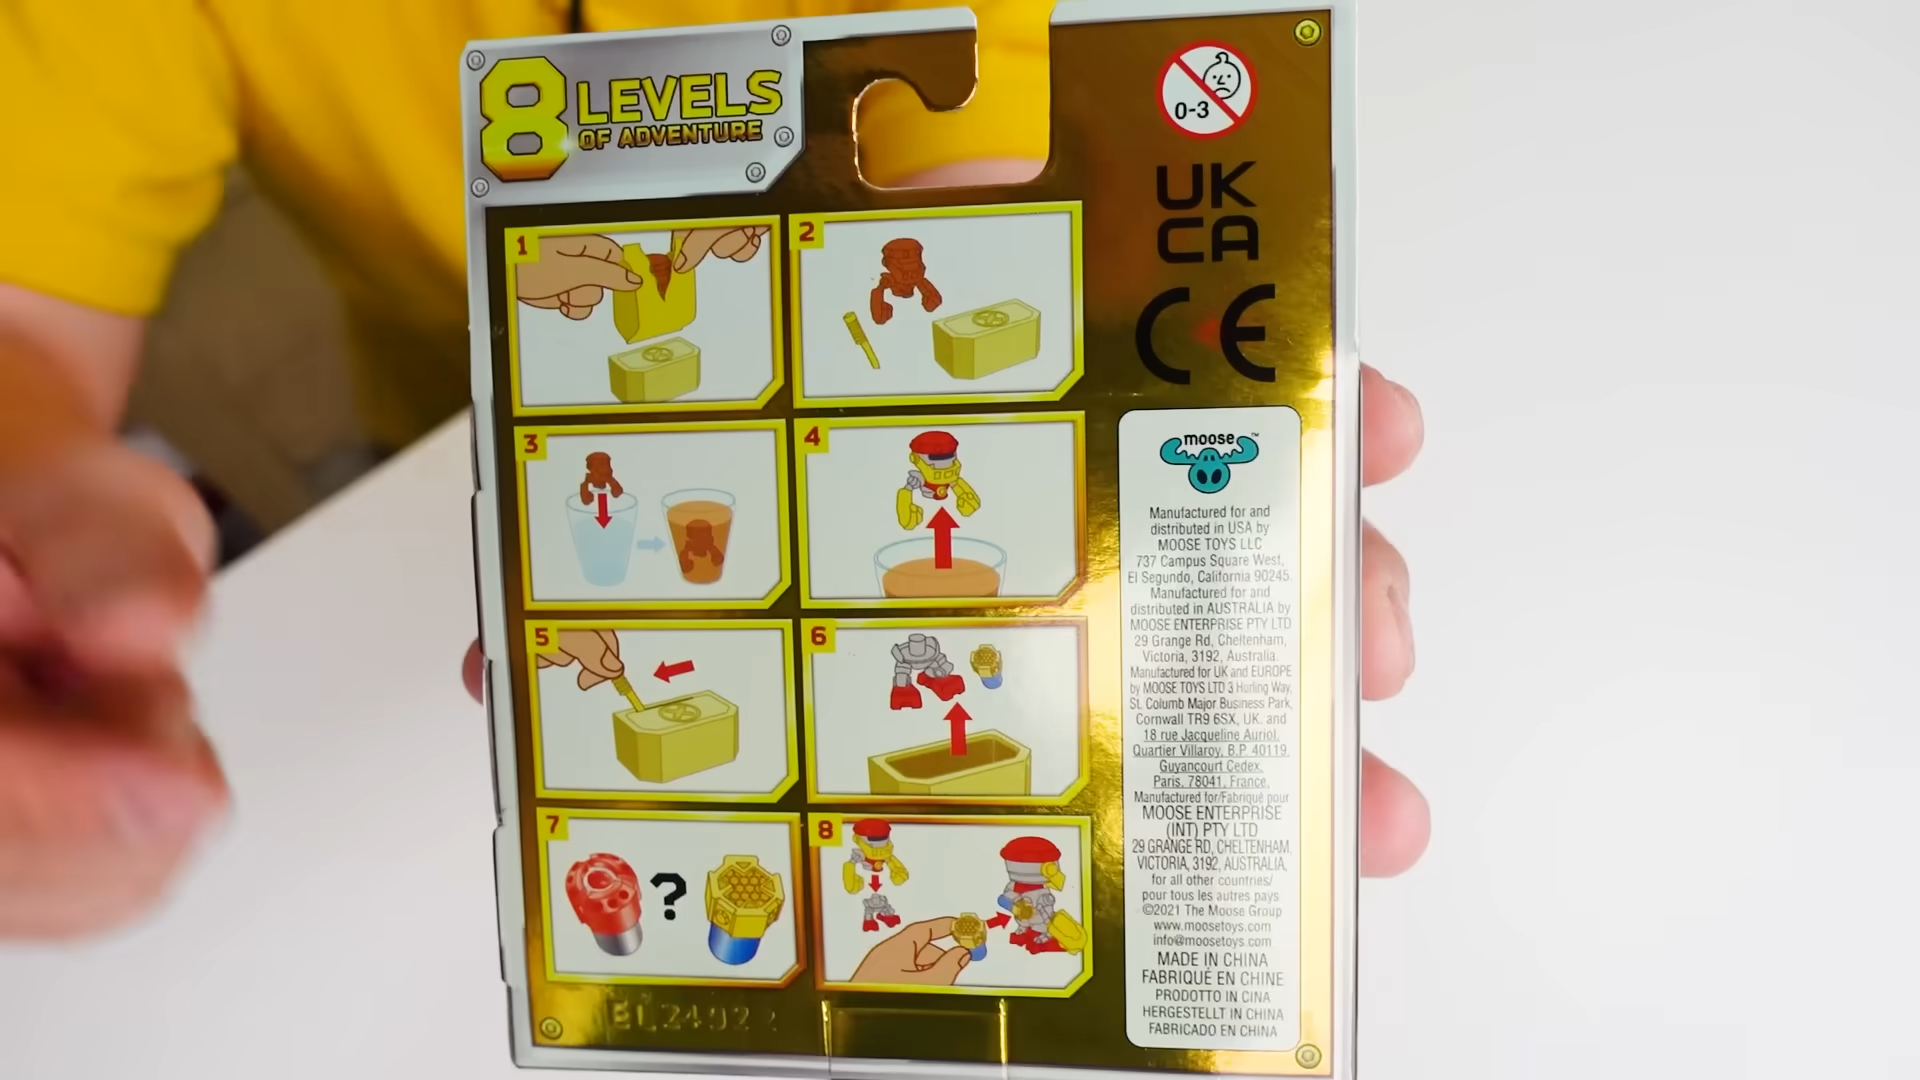 8 LEVELS
OF ADVENTURE
1
2
3
4
5
6
7
?
8
0-3
UK
CA
CE
moose™
Manufactured for and
distributed in USA by
MOOSE TOYS LLC
737 Campus Square West,
El Segundo, California 90245.
Manufactured for and
distributed in AUSTRALIA by
MOOSE ENTERPRISE PTY LTD
29 Grange Rd, Cheltenham,
Victoria, 3192, Australia.
Manufactured for UK and EUROPE
by MOOSE TOYS LTD 3 Hurling Way,
St. Columb Major Business Park,
Cornwall TR9 6SX, UK. and
18 rue Jacqueline Auriol,
Quartier Villaroy, B.P. 40119,
Guyancourt Cedex,
Paris, 78041, France,
Manufactured for/Fabriqué pour
MOOSE ENTERPRISE
(INT) PTY LTD
29 GRANGE RD, CHELTENHAM,
VICTORIA, 3192, AUSTRALIA,
for all other countries/
pour tous les autres pays
©2021 The Moose Group
www.moosetoys.com
info@moosetoys.com
MADE IN CHINA
FABRIQUÉ EN CHINE
PRODOTTO IN CINA
HERGESTELLT IN CHINA
FABRICADO EN CHINA